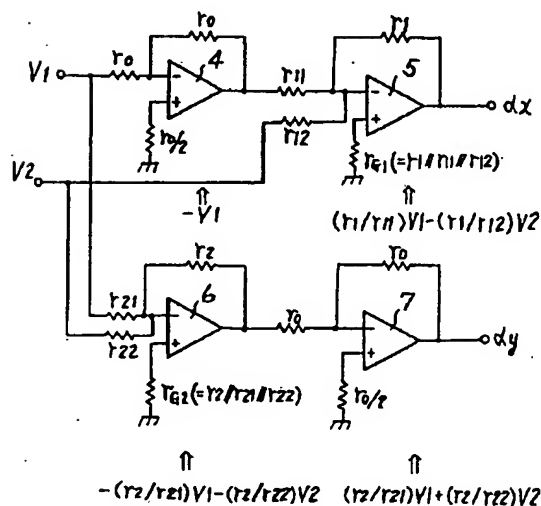 r0
r0
r1
V1
4
r11
5
αx
r0/2
r12
rG1(=r1//r11//r12)
V2
⇑
-V1
⇑
(r1/r11)V1-(r1/r12)V2
r2
r0
r21
6
r0
7
αy
r22
rG2(=r2//r21//r22)
r0/2
⇑
-(r2/r21)V1-(r2/r22)V2
⇑
(r2/r21)V1+(r2/r22)V2